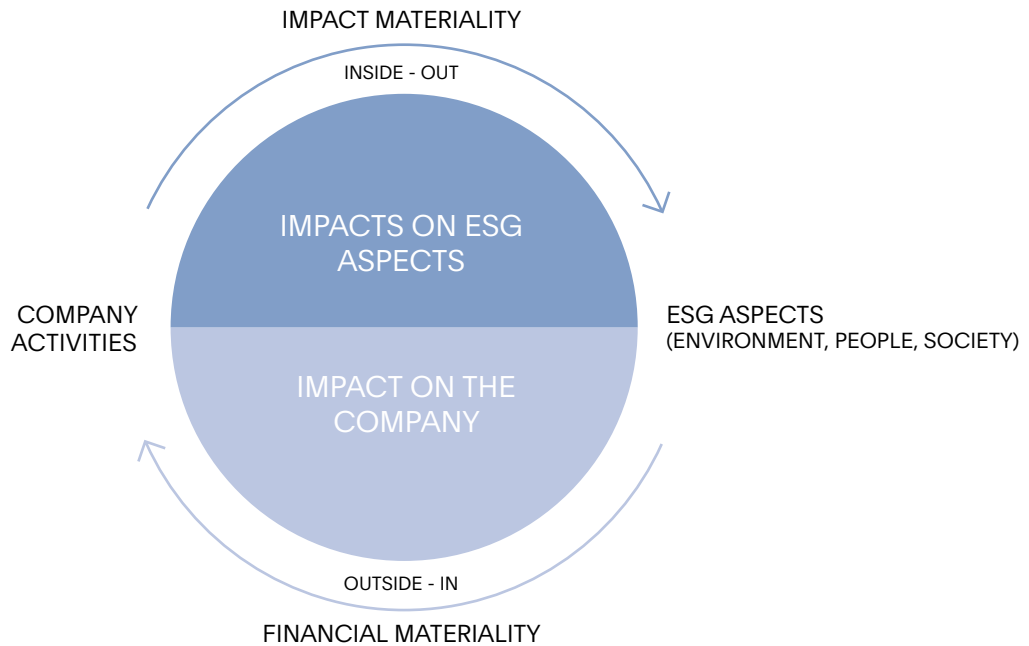 IMPACT MATERIALITY
INSIDE - OUT
IMPACTS ON ESG
ASPECTS
COMPANY
ACTIVITIES
ESG ASPECTS
(ENVIRONMENT, PEOPLE, SOCIETY)
IMPACT ON THE
COMPANY
OUTSIDE - IN
FINANCIAL MATERIALITY